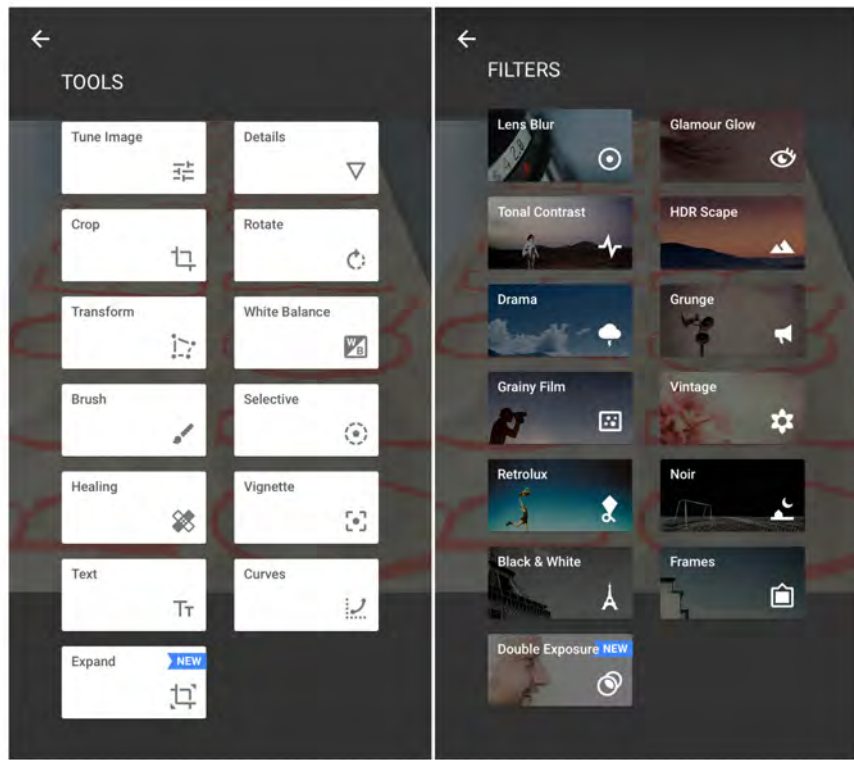 TOOLS
Tune Image
Details
Crop
Rotate
Transform
White Balance
W
B
Brush
Selective
Healing
Vignette
Text
Curves
Tт
Expand
NEW
FILTERS
Lens Blur
Glamour Glow
Tonal Contrast
HDR Scape
Drama
Grunge
Grainy Film
Vintage
Retrolux
Noir
Black & White
Frames
Double Exposure NEW